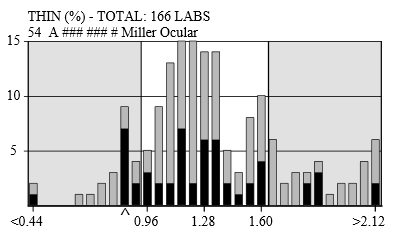 THIN (%) - TOTAL: 166 LABS
54 A ### ### # Miller Ocular
15
10
5
^
<0.44 0.96 1.28 1.60 >2.12